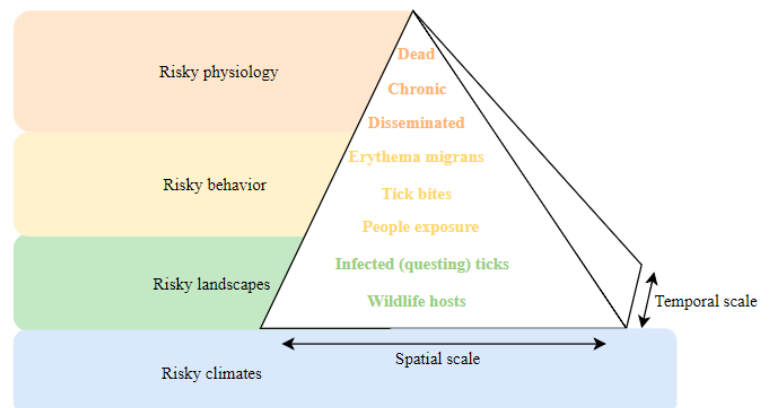 Dead
Risky physiology
Chronic
Disseminated
Erythema migrans
Risky behavior
Tick bites
People exposure
Infected (questing) ticks
Risky landscapes
Wildlife hosts
Temporal scale
Spatial scale
Risky climates